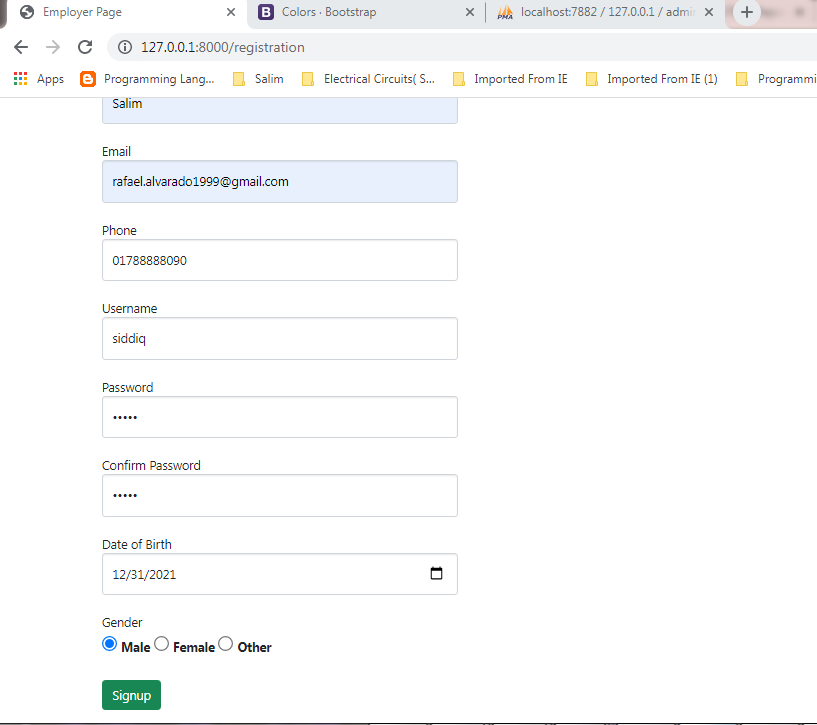 Employer Page
Colors · Bootstrap
localhost:7882 / 127.0.0.1 / admi
127.0.0.1:8000/registration
Apps
Programming Lang...
Salim
Electrical Circuits( S...
Imported From IE
Imported From IE (1)
Programmi
Salim
Email
rafael.alvarado1999@gmail.com
Phone
01788888090
Username
siddiq
Password
•••••
Confirm Password
•••••
Date of Birth
12/31/2021
Gender
Male Female Other
Signup